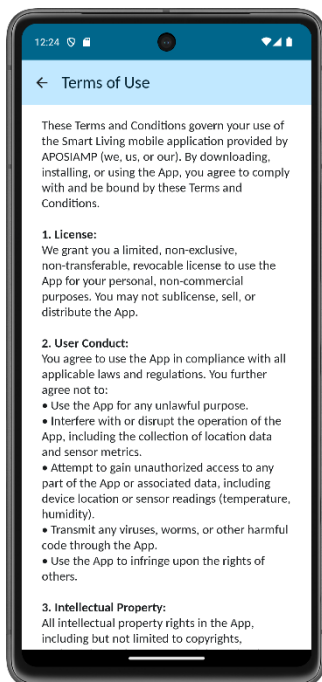 12:24
Terms of Use
These Terms and Conditions govern your use of
the Smart Living mobile application provided by
APOSIAMP (we, us, or our). By downloading,
installing, or using the App, you agree to comply
with and be bound by these Terms and
Conditions.
1. License:
We grant you a limited, non-exclusive,
non-transferable, revocable license to use the
App for your personal, non-commercial
purposes. You may not sublicense, sell, or
distribute the App.
2. User Conduct:
You agree to use the App in compliance with all
applicable laws and regulations. You further
agree not to:
• Use the App for any unlawful purpose.
• Interfere with or disrupt the operation of the
App, including the collection of location data
and sensor metrics.
• Attempt to gain unauthorized access to any
part of the App or associated data, including
device location or sensor readings (temperature,
humidity).
• Transmit any viruses, worms, or other harmful
code through the App.
• Use the App to infringe upon the rights of
others.
3. Intellectual Property:
All intellectual property rights in the App,
including but not limited to copyrights,